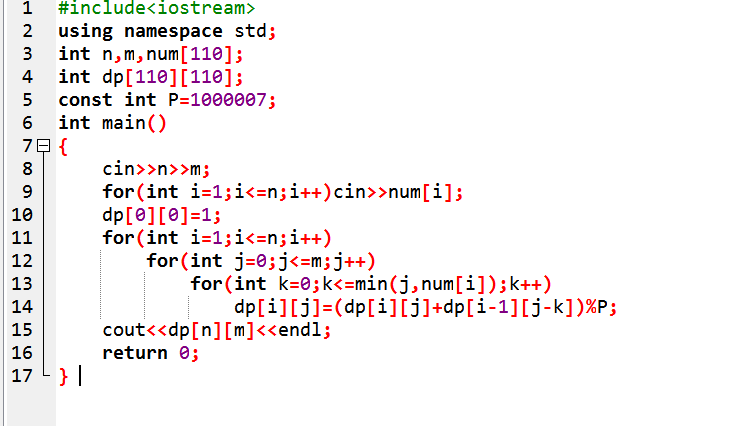 1 #include<iostream>
2 using namespace std;
3 int n,m,num[110];
4 int dp[110][110];
5 const int P=1000007;
6 int main()
7 {
8 cin>>n>>m;
9 for(int i=1;i<=n;i++)cin>>num[i];
10 dp[0][0]=1;
11 for(int i=1;i<=n;i++)
12 for(int j=0;j<=m;j++)
13 for(int k=0;k<=min(j,num[i]);k++)
14 dp[i][j]=(dp[i][j]+dp[i-1][j-k])%P;
15 cout<<dp[n][m]<<endl;
16 return 0;
17 }